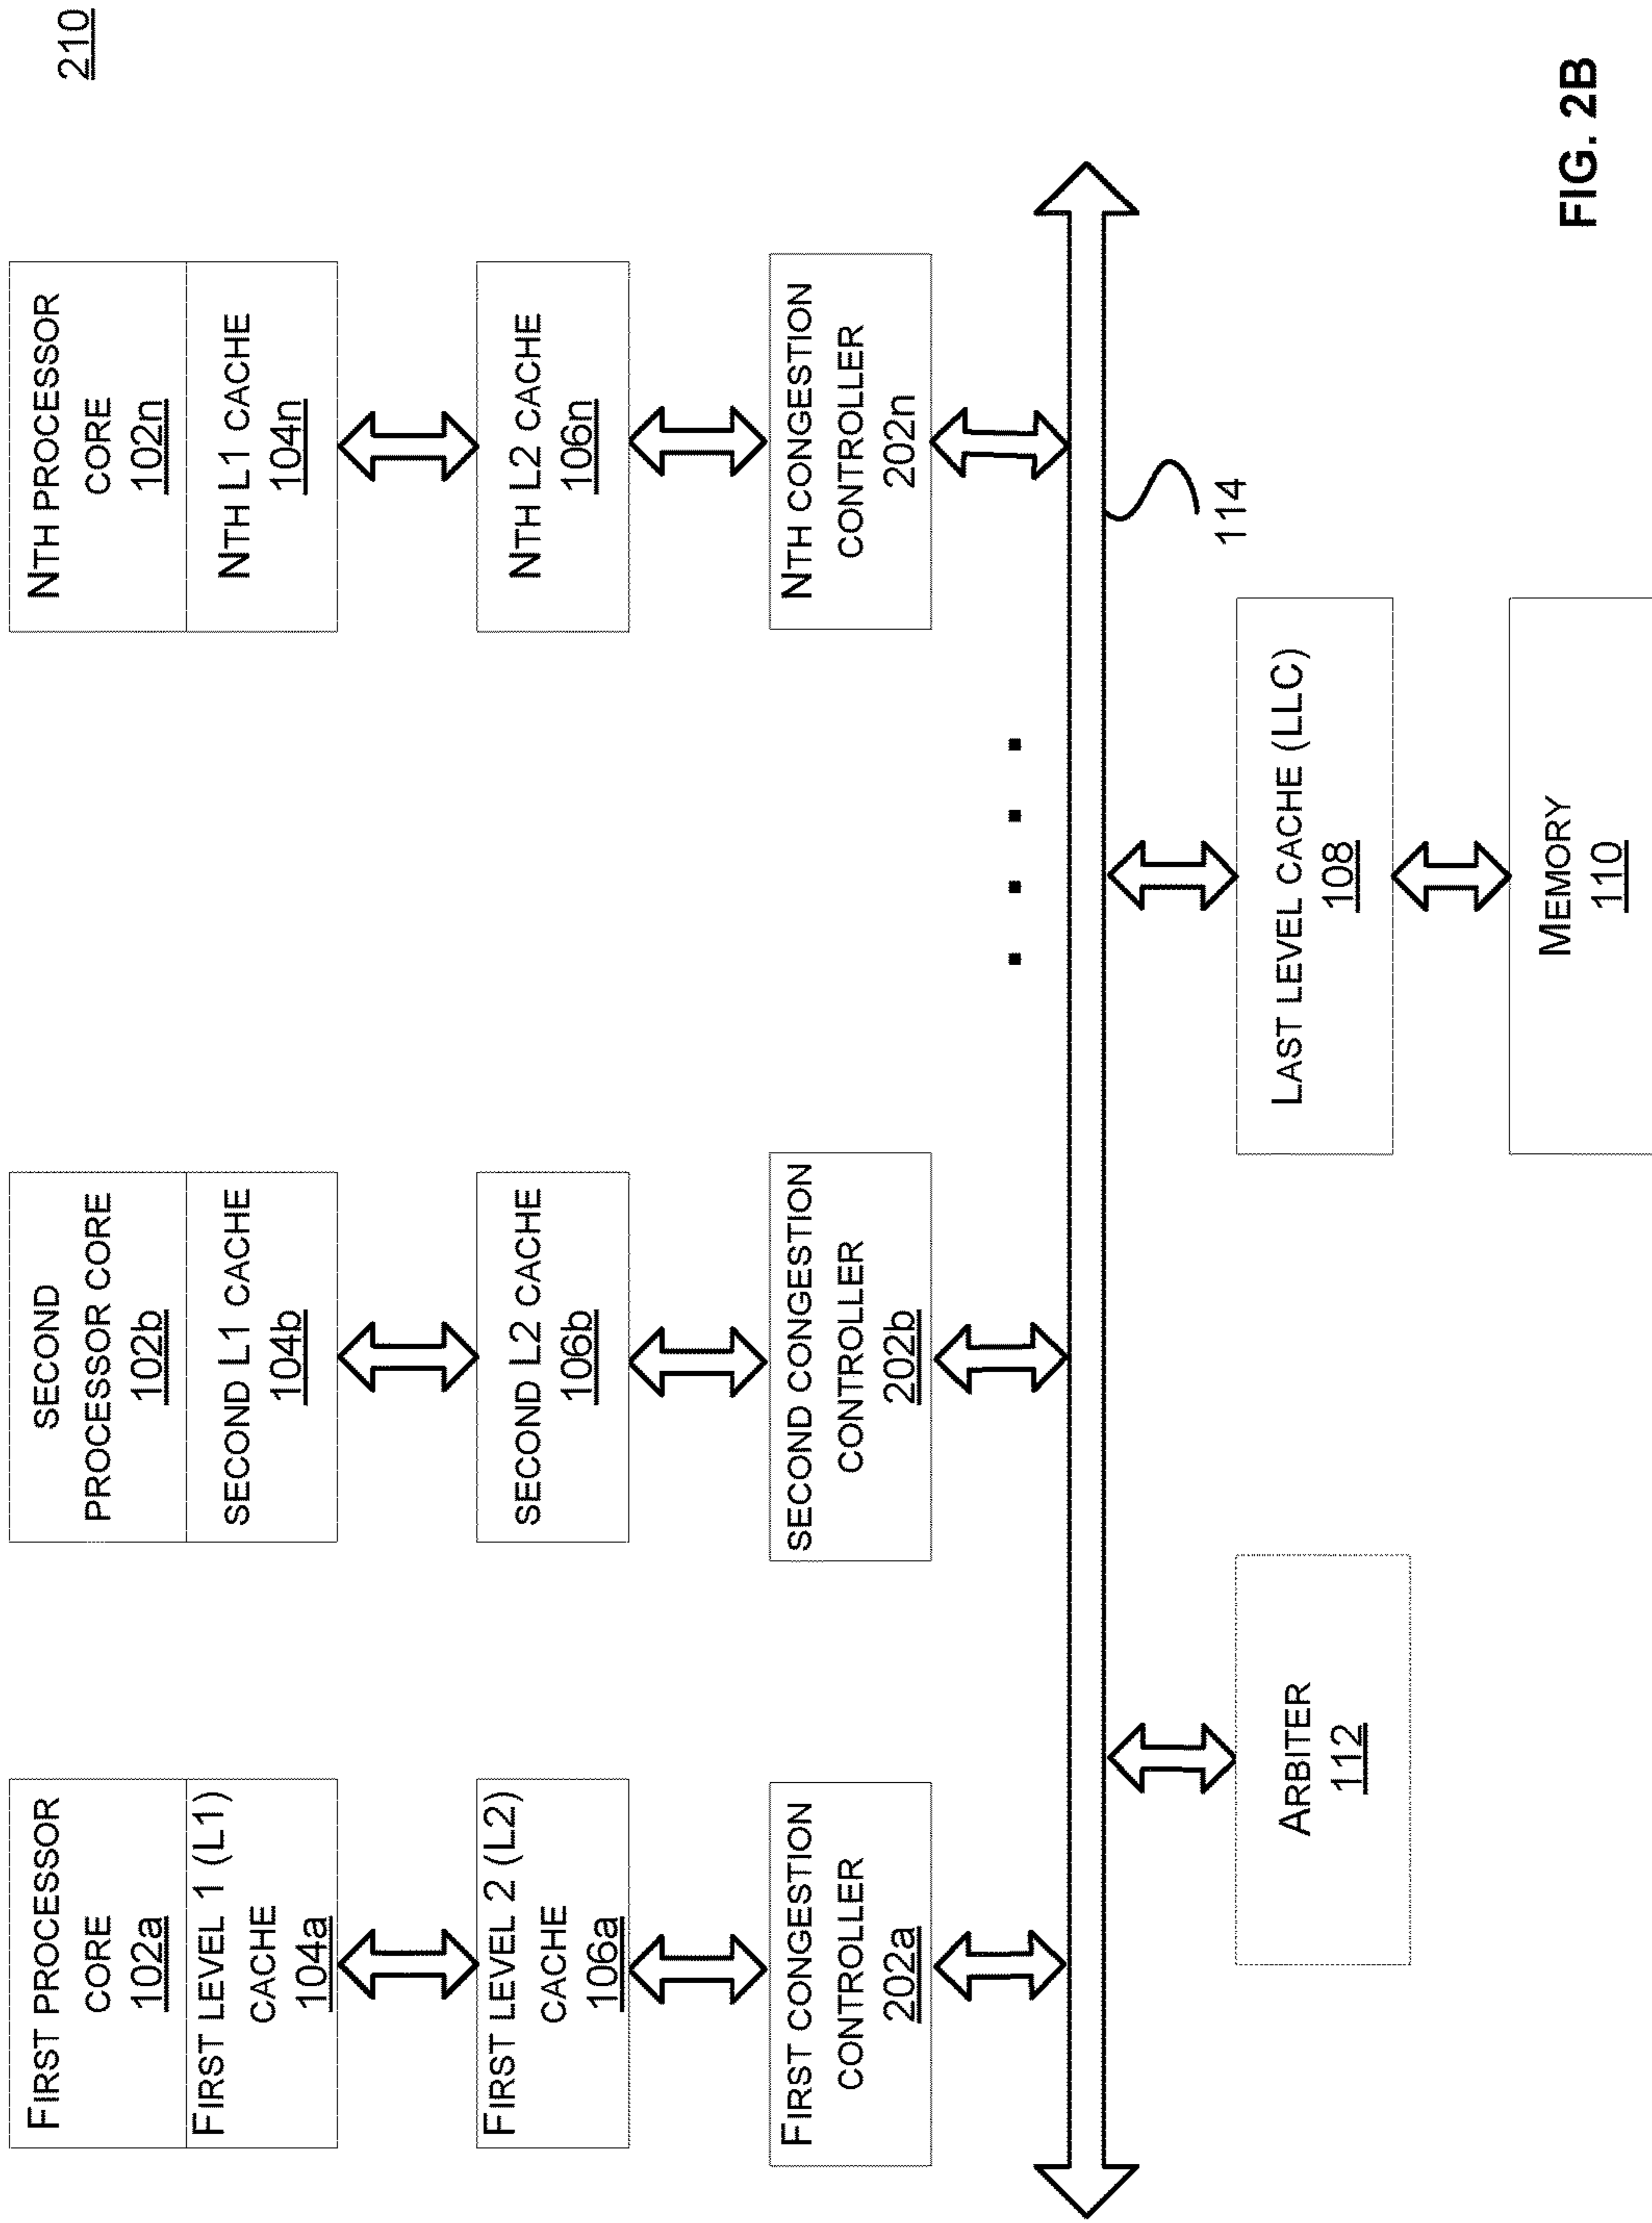 210
FIRST PROCESSOR
CORE
102a
FIRST LEVEL 1 (L1)
CACHE
104a
SECOND
PROCESSOR CORE
102b
SECOND L1 CACHE
104b
NTH PROCESSOR
CORE
102n
NTH L1 CACHE
104n
FIRST LEVEL 2 (L2)
CACHE
106a
SECOND L2 CACHE
106b
NTH L2 CACHE
106n
FIRST CONGESTION
CONTROLLER
202a
SECOND CONGESTION
CONTROLLER
202b
NTH CONGESTION
CONTROLLER
202n
114
ARBITER
112
LAST LEVEL CACHE (LLC)
108
MEMORY
110
FIG. 2B